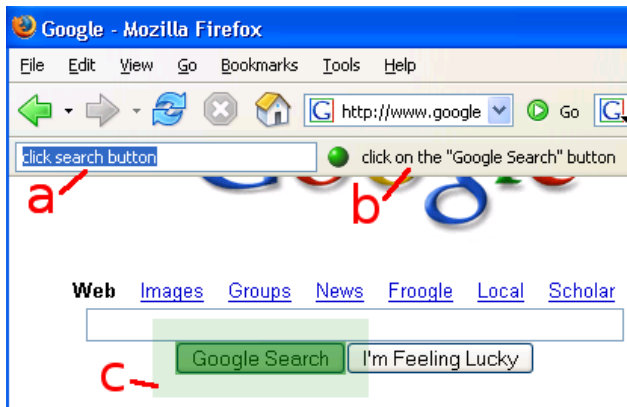 Google - Mozilla Firefox
File Edit View Go Bookmarks Tools Help
G http://www.google Go G
click search button click on the "Google Search" button
a b
Google
Web Images Groups News Froogle Local Scholar
Google Search I'm Feeling Lucky
c